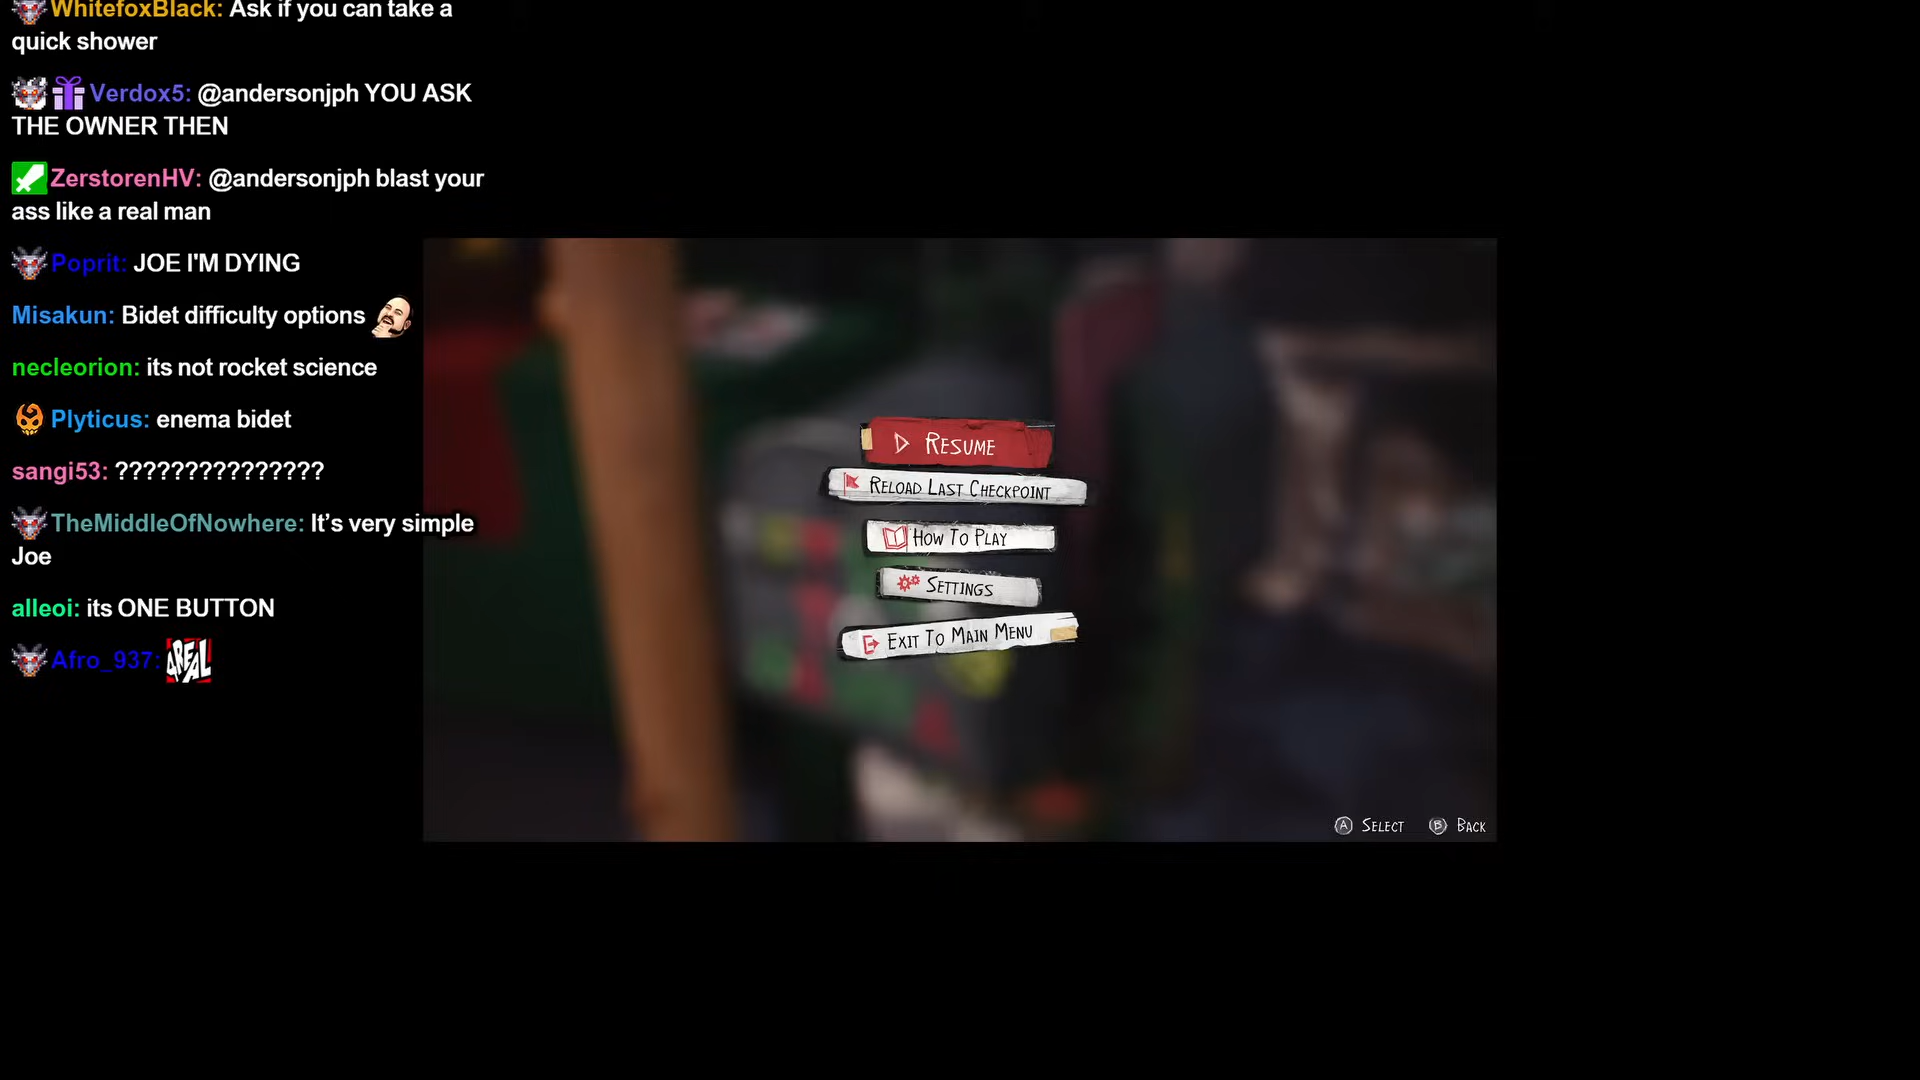 WhitefoxBlack: Ask if you can take a
quick shower
Verdox5: @andersonjph YOU ASK
THE OWNER THEN
ZerstorenHV: @andersonjph blast your
ass like a real man
Poprit: JOE I'M DYING
Misakun: Bidet difficulty options
necleorion: its not rocket science
Plyticus: enema bidet
sangi53: ???????????????
TheMiddleOfNowhere: It’s very simple
Joe
alleoi: its ONE BUTTON
Afro_937: 4REAL
RESUME
RELOAD LAST CHECKPOINT
HOW TO PLAY
SETTINGS
EXIT TO MAIN MENU
A SELECT B BACK